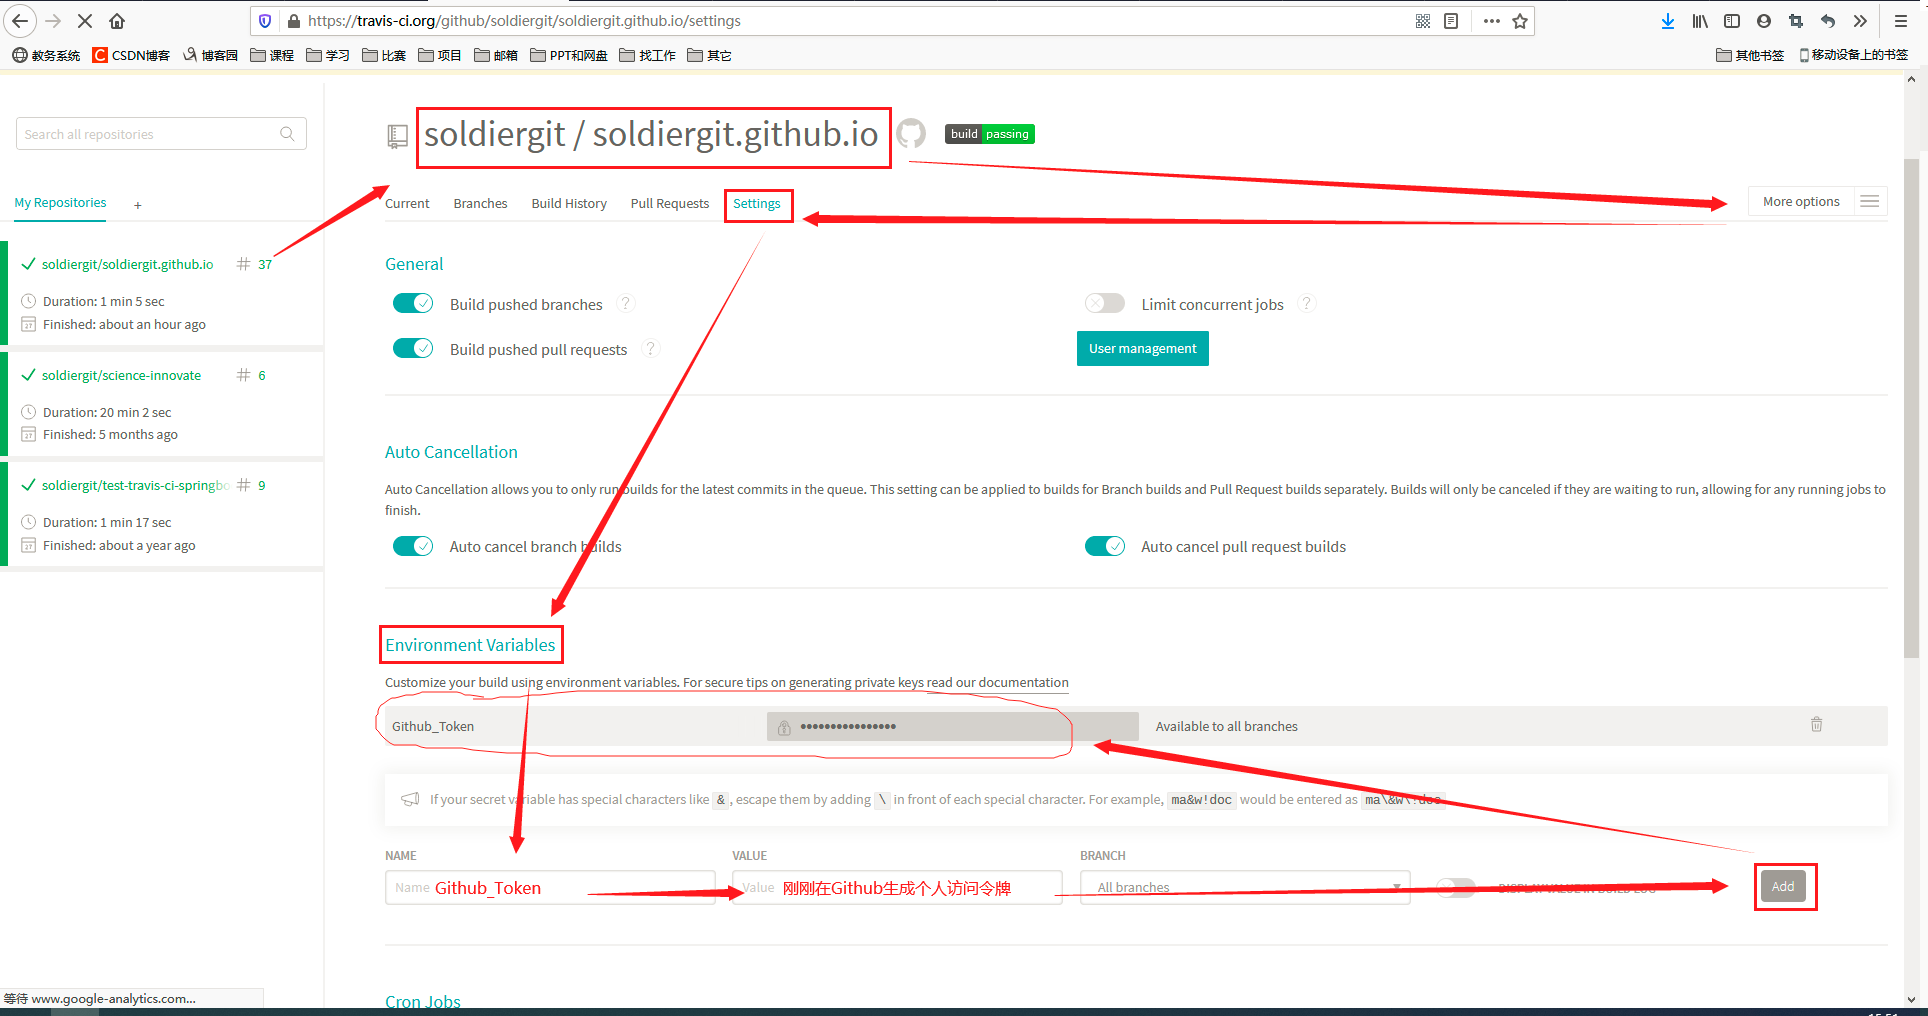 https://travis-ci.org/github/soldiergit/soldiergit.github.io/settings
教务系统 CSDN博客 博客园 课程 学习 比赛 项目 邮箱 PPT和网盘 找工作 其它 其他书签 移动设备上的书签
Search all repositories
My Repositories +
soldiergit/soldiergit.github.io # 37
Duration: 1 min 5 sec
Finished: about an hour ago
soldiergit/science-innovate # 6
Duration: 20 min 2 sec
Finished: 5 months ago
soldiergit/test-travis-ci-springbo # 9
Duration: 1 min 17 sec
Finished: about a year ago
soldiergit / soldiergit.github.io build passing
Current Branches Build History Pull Requests Settings More options
General
Build pushed branches ? Limit concurrent jobs ?
Build pushed pull requests ? User management
Auto Cancellation
Auto Cancellation allows you to only run builds for the latest commits in the queue. This setting can be applied to builds for Branch builds and Pull Request builds separately. Builds will only be canceled if they are waiting to run, allowing for any running jobs to
finish.
Auto cancel branch builds Auto cancel pull request builds
Environment Variables
Customize your build using environment variables. For secure tips on generating private keys read our documentation
Github_Token •••••••••••••••• Available to all branches
If your secret variable has special characters like & , escape them by adding \ in front of each special character. For example, ma&w!doc would be entered as ma\&w\!doc
NAME VALUE BRANCH
Name Github_Token Value 刚刚在Github生成个人访问令牌 All branches DISPLAY VALUE IN BUILD LOG Add
Cron Jobs
等待 www.google-analytics.com...